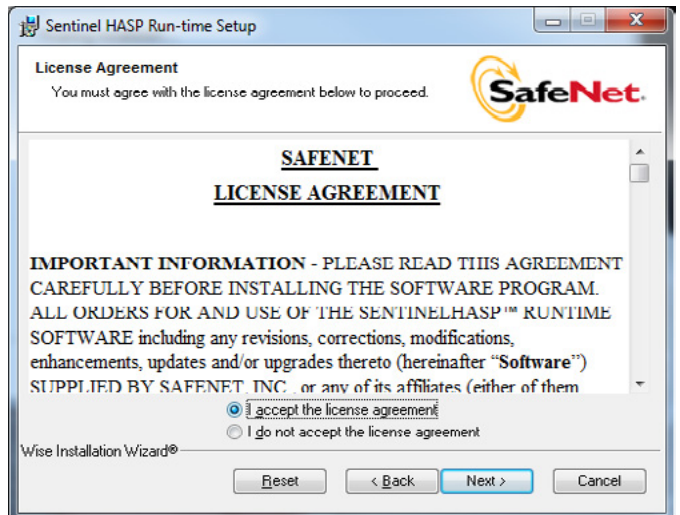 Sentinel HASP Run-time Setup
License Agreement
You must agree with the license agreement below to proceed.
SafeNet.
SAFENET
LICENSE AGREEMENT
IMPORTANT INFORMATION - PLEASE READ THIS AGREEMENT
CAREFULLY BEFORE INSTALLING THE SOFTWARE PROGRAM.
ALL ORDERS FOR AND USE OF THE SENTINELHASP™ RUNTIME
SOFTWARE including any revisions, corrections, modifications,
enhancements, updates and/or upgrades thereto (hereinafter “Software”)
SUPPLIED BY SAFENET, INC., or any of its affiliates (either of them
I accept the license agreement
I do not accept the license agreement
Wise Installation Wizard®
Reset
< Back
Next >
Cancel